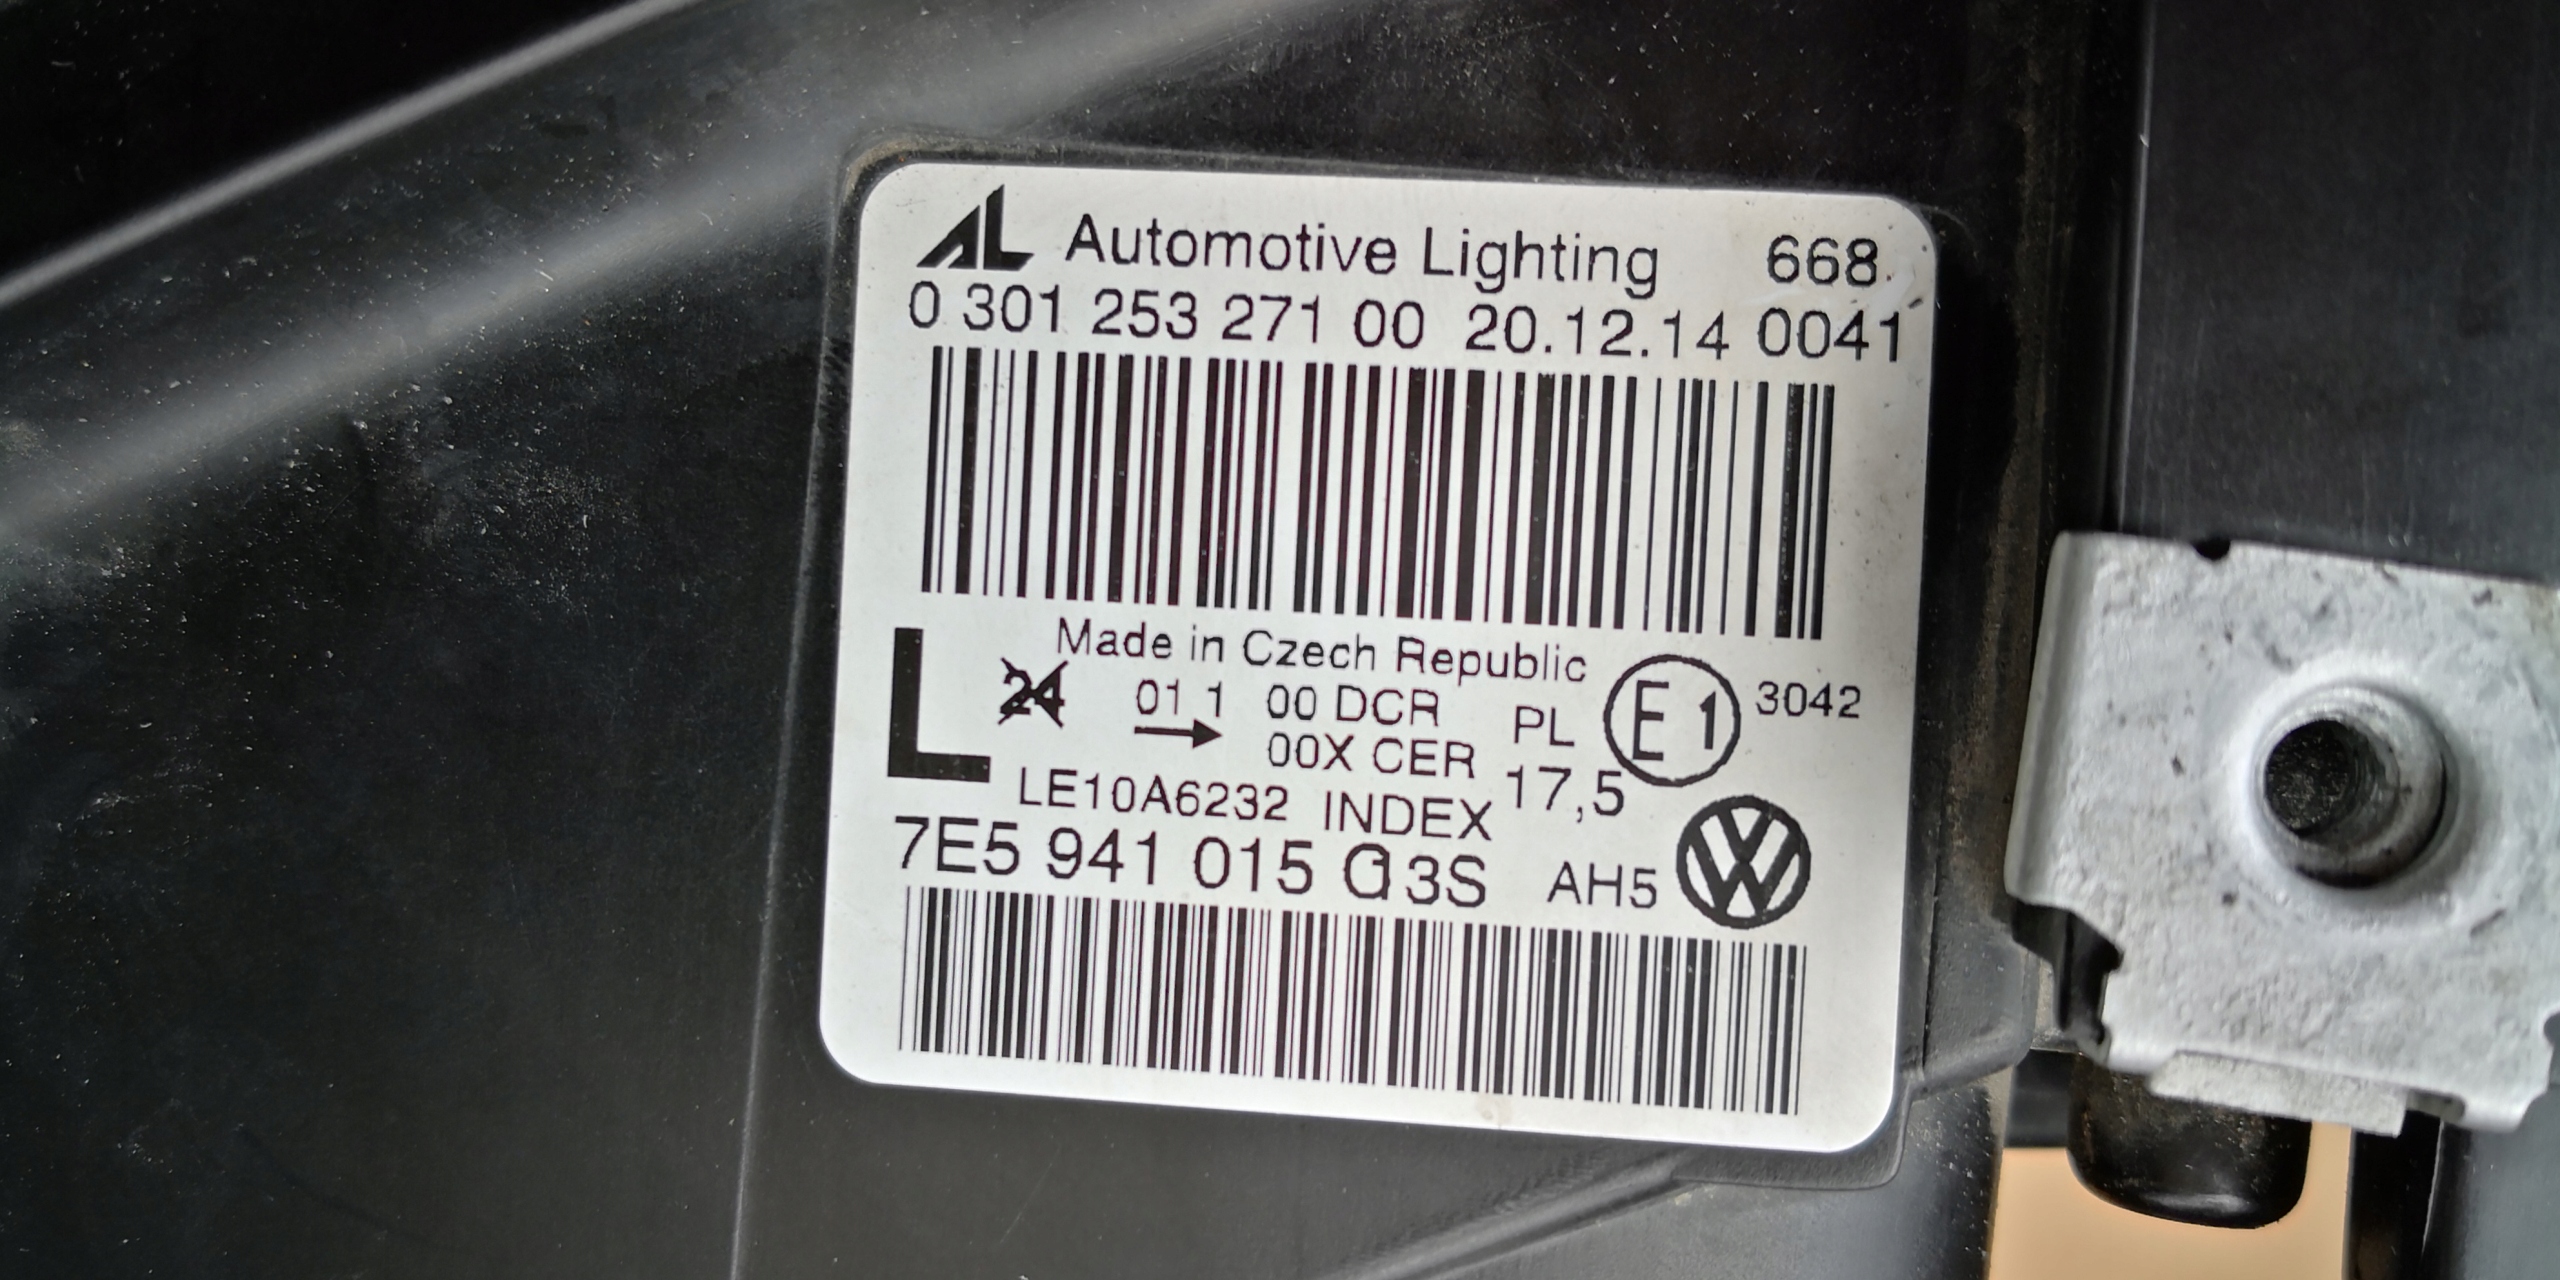 AL Automotive Lighting 668
0 301 253 271 00 20.12.14 0041
Made in Czech Republic
L 24 01 1 00 DCR PL E1 3042
00X CER 17,5
LE10A6232 INDEX
7E5 941 015 3S AH5 VW